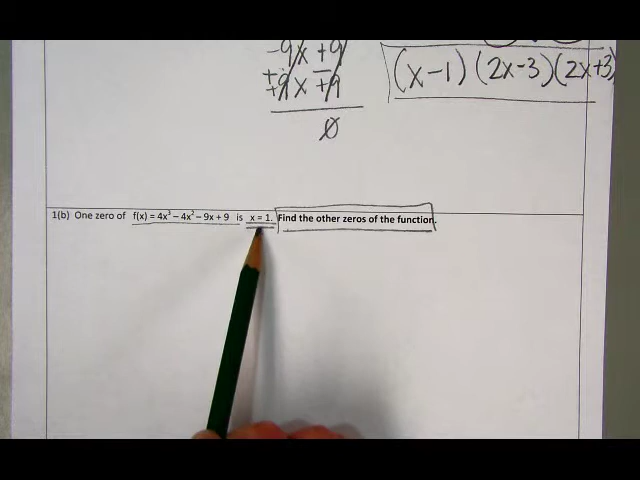 -9x +9
(x-1) (2x-3)(2x+3)
+9x +9
0
1(b) One zero of f(x) = 4x³ – 4x² – 9x + 9 is x = 1. Find the other zeros of the function.